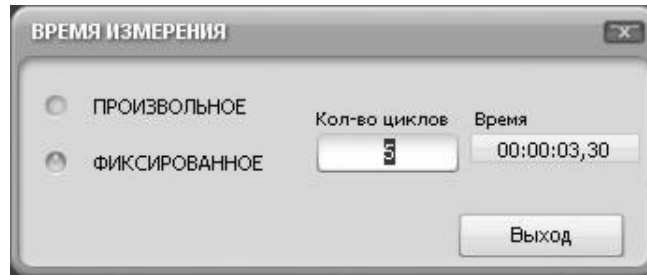 ВРЕМЯ ИЗМЕРЕНИЯ
ПРОИЗВОЛЬНОЕ
ФИКСИРОВАННОЕ
Кол-во циклов
5
Время
00:00:03,30
Выход